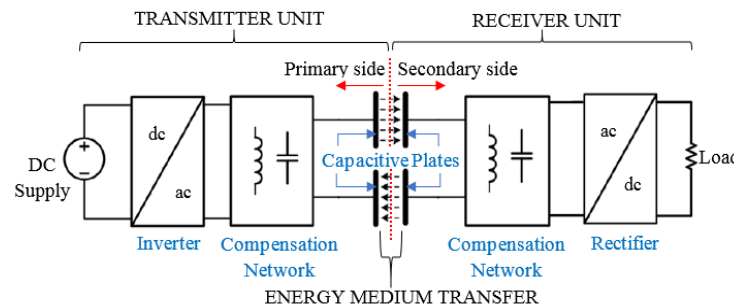 TRANSMITTER UNIT
RECEIVER UNIT
Primary side
Secondary side
DC
Supply
dc
ac
Capacitive Plates
ac
dc
Load
Inverter
Compensation
Network
Compensation
Network
Rectifier
ENERGY MEDIUM TRANSFER